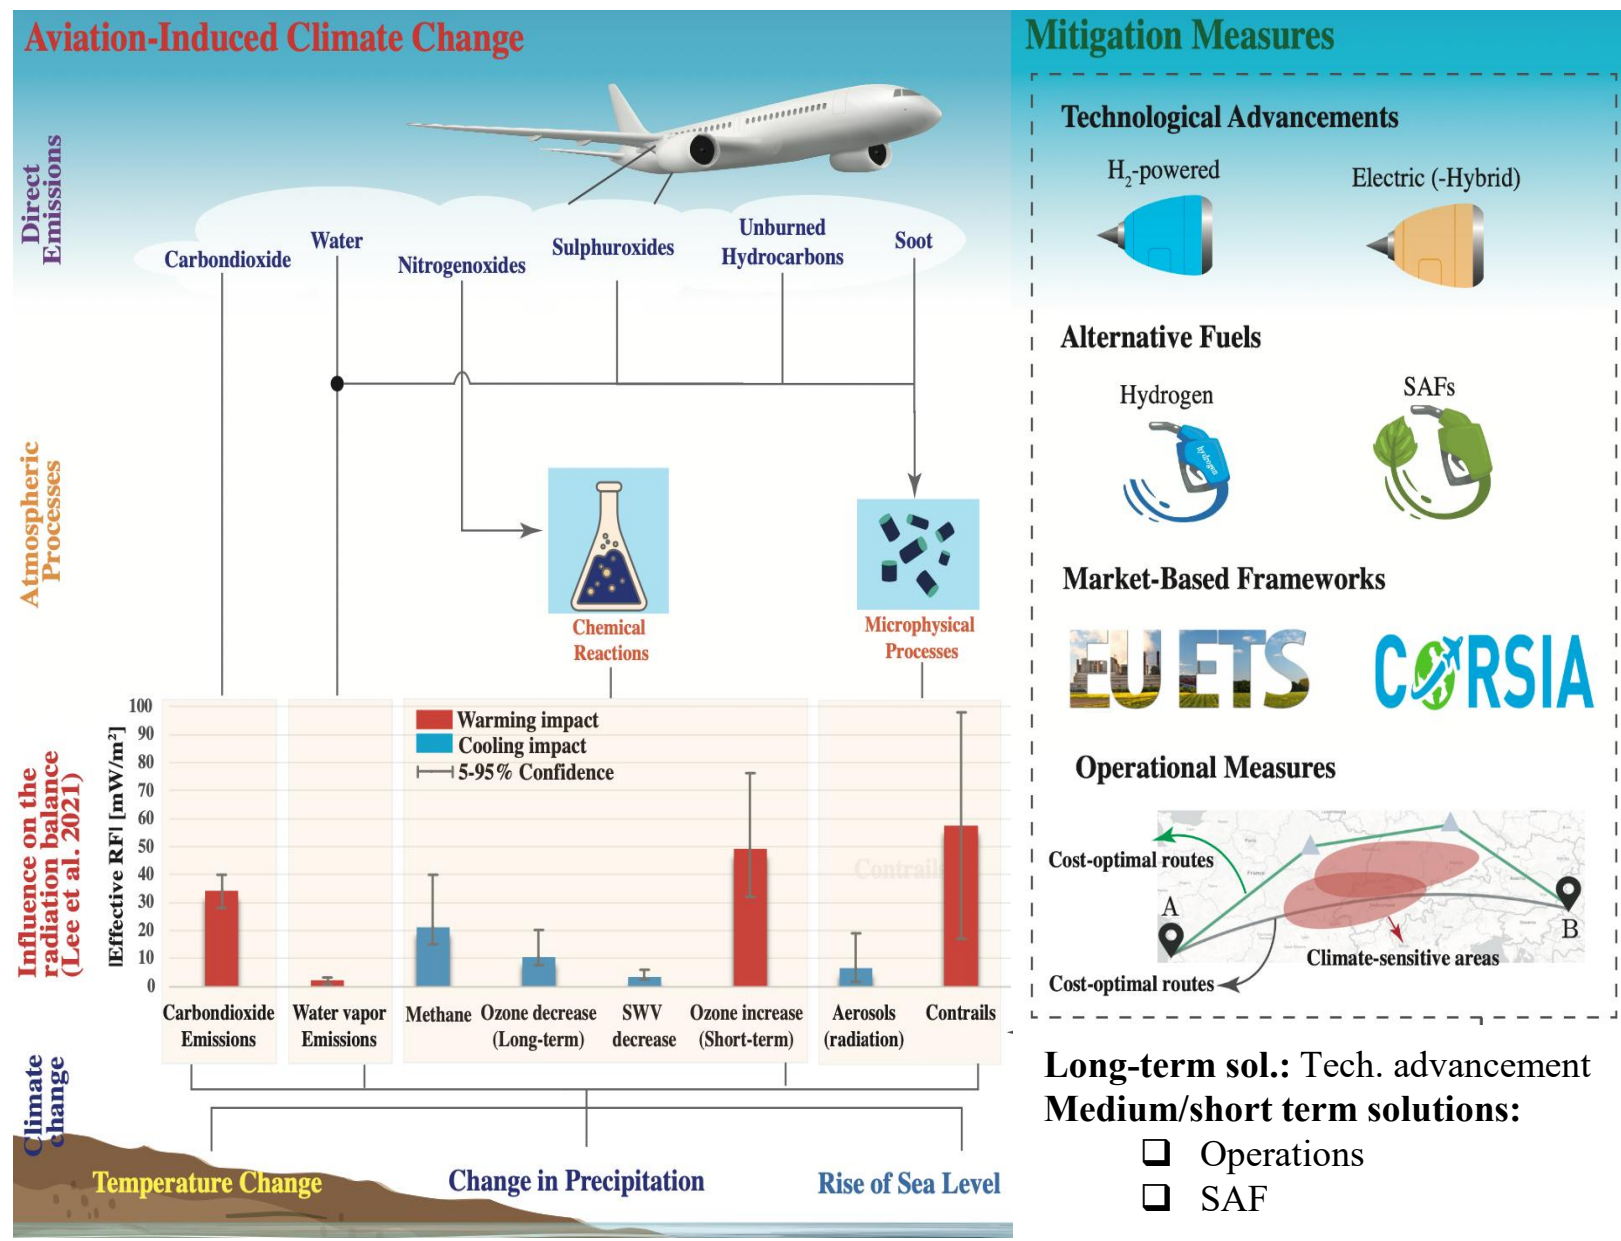 Aviation-Induced Climate Change
Direct
Emissions
Carbondioxide
Water
Nitrogenoxides
Sulphuroxides
Unburned
Hydrocarbons
Soot
Atmospheric
Processes
Chemical
Reactions
Microphysical
Processes
Influence on the
radiation balance
(Lee et al. 2021)
|Effective RF| [mW/m²]
100
90
80
70
60
50
40
30
20
10
0
Warming impact
Cooling impact
5-95% Confidence
Contrails
Carbondioxide
Emissions
Water vapor
Emissions
Methane
Ozone decrease
(Long-term)
SWV
decrease
Ozone increase
(Short-term)
Aerosols
(radiation)
Contrails
Climate
change
Temperature Change
Change in Precipitation
Rise of Sea Level
Mitigation Measures
Technological Advancements
H₂-powered
Electric (-Hybrid)
Alternative Fuels
Hydrogen
hydrogen
SAFs
Market-Based Frameworks
EU ETS
CORSIA
Operational Measures
Cost-optimal routes
A
B
Climate-sensitive areas
Cost-optimal routes
Long-term sol.: Tech. advancement
Medium/short term solutions:
❑ Operations
❑ SAF